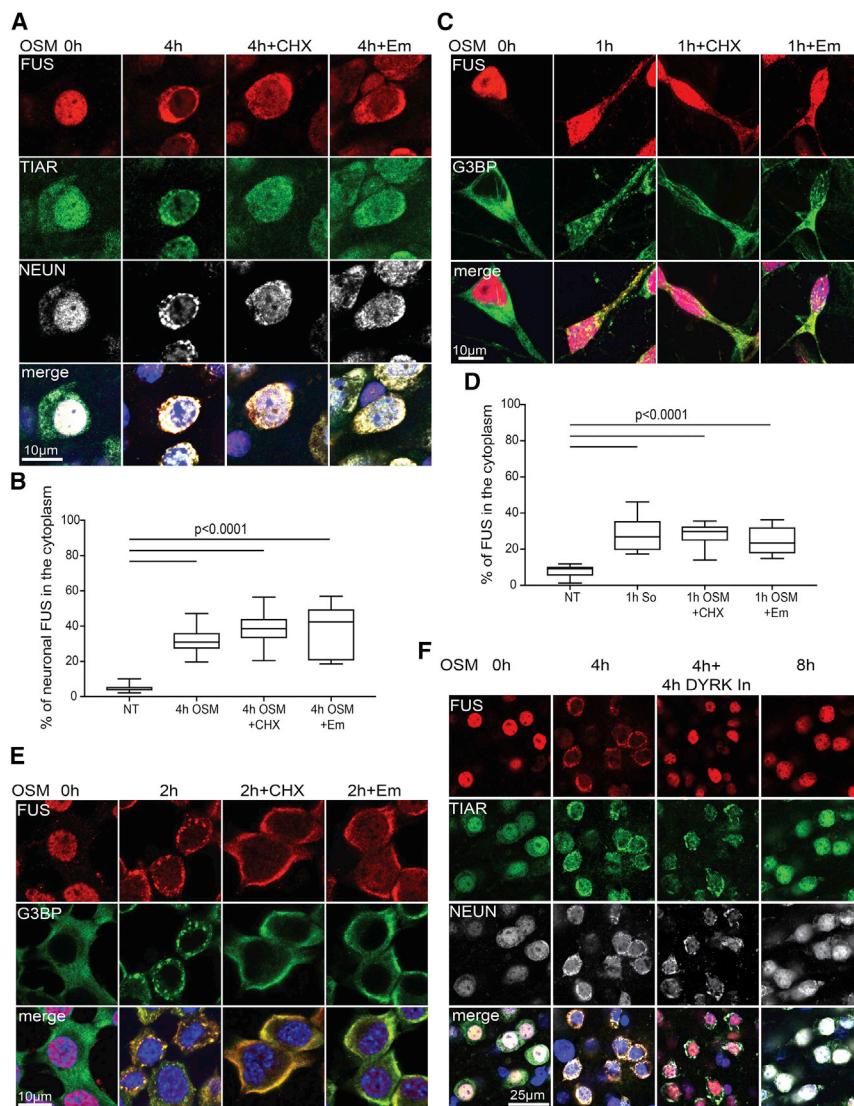 A
OSM 0h 4h 4h+CHX 4h+Em
FUS
TIAR
NEUN
merge
10μm
B
% of neuronal FUS in the cytoplasm
100
80
60
40
20
0
p<0.0001
NT 4h OSM 4h OSM +CHX 4h OSM +Em
C
OSM 0h 1h 1h+CHX 1h+Em
FUS
G3BP
merge
10μm
D
% of FUS in the cytoplasm
100
80
60
40
20
0
p<0.0001
NT 1h So 1h OSM +CHX 1h OSM +Em
E
OSM 0h 2h 2h+CHX 2h+Em
FUS
G3BP
merge
10μm
F
OSM 0h 4h 4h+ 4h DYRK In 8h
FUS
TIAR
NEUN
merge
25μm